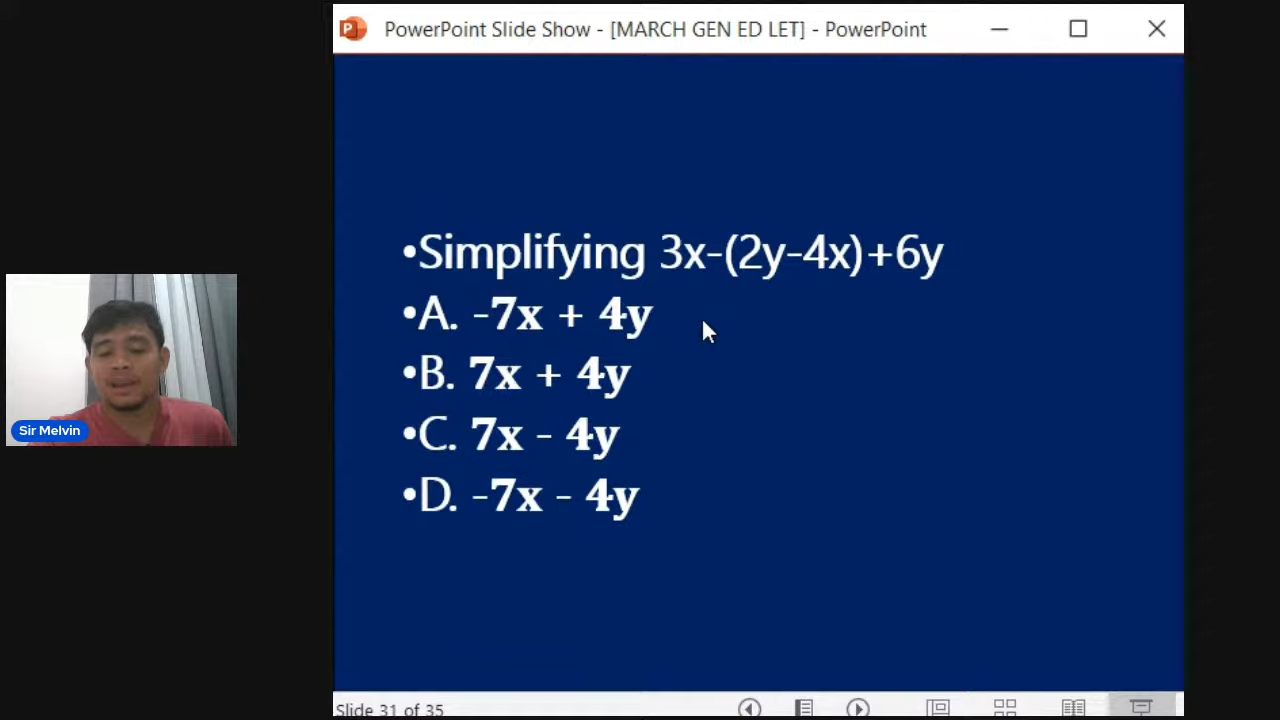 PowerPoint Slide Show - [MARCH GEN ED LET] - PowerPoint
•Simplifying 3x-(2y-4x)+6y
•A. -7x + 4y
•B. 7x + 4y
•C. 7x - 4y
•D. -7x - 4y
Sir Melvin
Slide 31 of 35